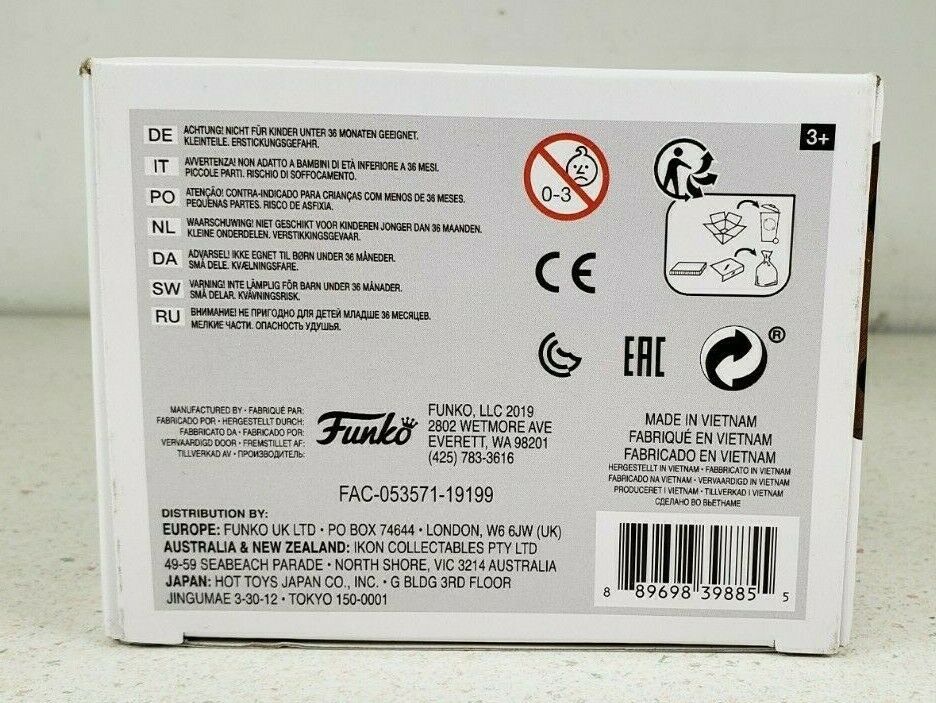 DE ACHTUNG! NICHT FÜR KINDER UNTER 36 MONATEN GEEIGNET.
KLEINTEILE. ERSTICKUNGSGEFAHR.
IT AVVERTENZA! NON ADATTO A BAMBINI DI ETÀ INFERIORE A 36 MESI.
PICCOLE PARTI. RISCHIO DI SOFFOCAMENTO.
PO ATENÇÃO! CONTRA-INDICADO PARA CRIANÇAS COM MENOS DE 36 MESES.
PEQUENAS PARTES. RISCO DE ASFIXIA.
NL WAARSCHUWING! NIET GESCHIKT VOOR KINDEREN JONGER DAN 36 MAANDEN.
KLEINE ONDERDELEN. VERSTIKKINGSGEVAAR.
DA ADVARSEL! IKKE EGNET TIL BØRN UNDER 36 MÅNEDER.
SMÅ DELE. KVÆLNINGSFARE.
SW VARNING! INTE LÄMPLIG FÖR BARN UNDER 36 MÅNADER.
SMÅ DELAR. KVÄVNINGSRISK.
RU ВНИМАНИЕ! НЕ ПРИГОДНО ДЛЯ ДЕТЕЙ МЛАДШЕ 36 МЕСЯЦЕВ.
МЕЛКИЕ ЧАСТИ. ОПАСНОСТЬ УДУШЬЯ.
0-3
3+
CE
EAC
®
MANUFACTURED BY • FABRIQUÉ PAR:
FABRICADO POR • HERGESTELLT DURCH:
FABBRICATO DA • FABRICADO POR:
VERVAARDIGD DOOR • FREMSTILLET AF:
TILLVERKAD AV • ПРОИЗВОДИТЕЛЬ:
Funko
FUNKO, LLC 2019
2802 WETMORE AVE
EVERETT, WA 98201
(425) 783-3616
MADE IN VIETNAM
FABRIQUÉ EN VIETNAM
FABRICADO EN VIETNAM
HERGESTELLT IN VIETNAM • FABBRICATO IN VIETNAM
FABRICADO NA VIETNAM • VERVAARDIGD IN VIETNAM
PRODUCERET I VIETNAM • TILLVERKAD I VIETNAM
СДЕЛАНО ВО ВЬЕТНАМЕ
FAC-053571-19199
DISTRIBUTION BY:
EUROPE: FUNKO UK LTD • PO BOX 74644 • LONDON, W6 6JW (UK)
AUSTRALIA & NEW ZEALAND: IKON COLLECTABLES PTY LTD
49-59 SEABEACH PARADE • NORTH SHORE, VIC 3214 AUSTRALIA
JAPAN: HOT TOYS JAPAN CO., INC. • G BLDG 3RD FLOOR
JINGUMAE 3-30-12 • TOKYO 150-0001
8 89698 39885 5